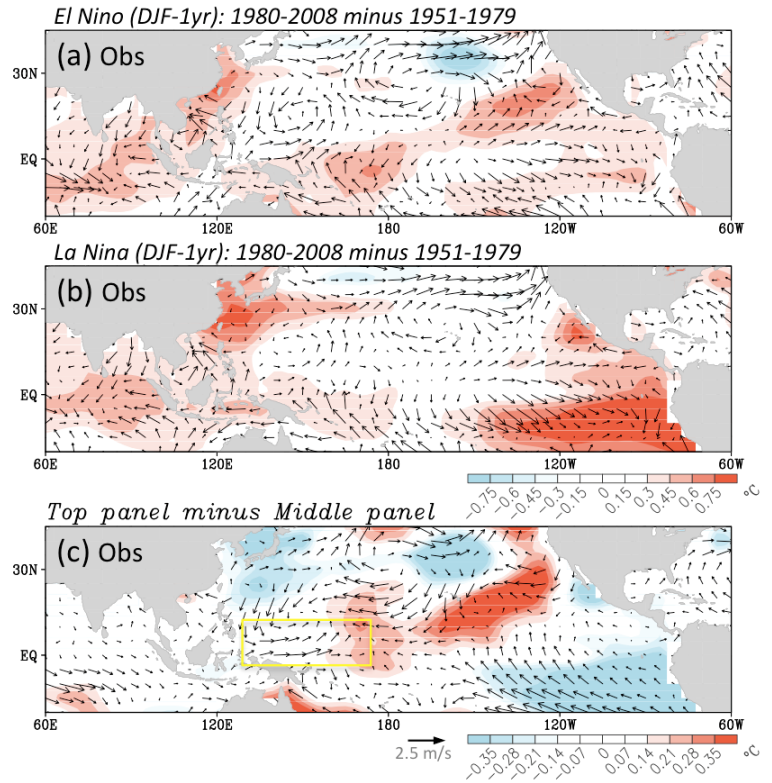 El Nino (DJF-1yr): 1980-2008 minus 1951-1979
(a) Obs
30N
EQ
60E 120E 180 120W 60W
La Nina (DJF-1yr): 1980-2008 minus 1951-1979
(b) Obs
30N
EQ
60E 120E 180 120W 60W
-0.75 -0.6 -0.45 -0.3 -0.15 0 0.15 0.3 0.45 0.6 0.75 °C
Top panel minus Middle panel
(c) Obs
30N
EQ
60E 120E 180 120W 60W
2.5 m/s
-0.35 -0.28 -0.21 -0.14 -0.07 0 0.07 0.14 0.21 0.28 0.35 °C